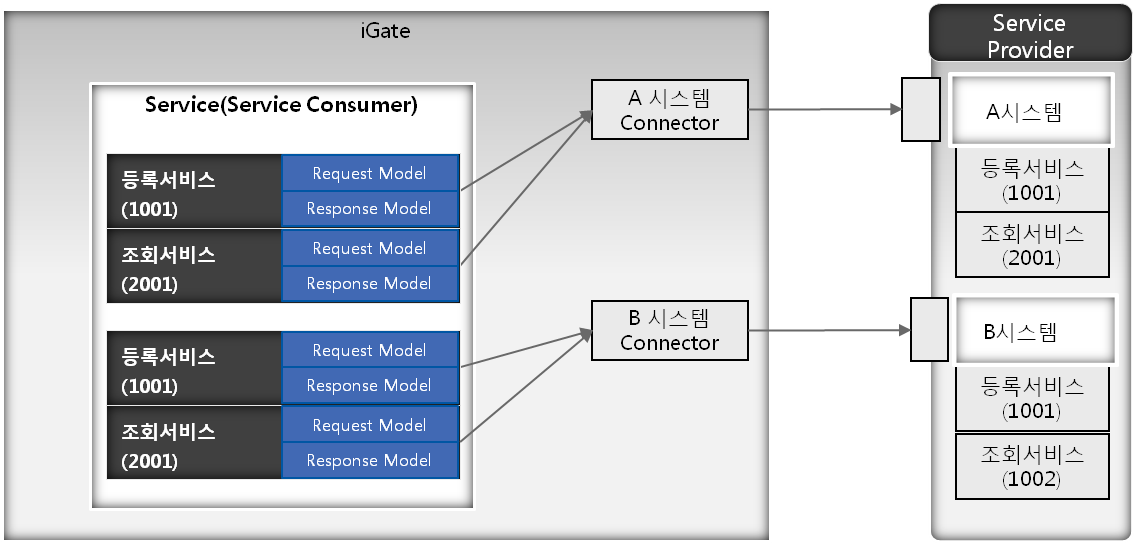 iGate
Service(Service Consumer)
등록서비스
(1001)
Request Model
Response Model
조회서비스
(2001)
Request Model
Response Model
등록서비스
(1001)
Request Model
Response Model
조회서비스
(2001)
Request Model
Response Model
A 시스템
Connector
B 시스템
Connector
Service
Provider
A시스템
등록서비스
(1001)
조회서비스
(2001)
B시스템
등록서비스
(1001)
조회서비스
(1002)